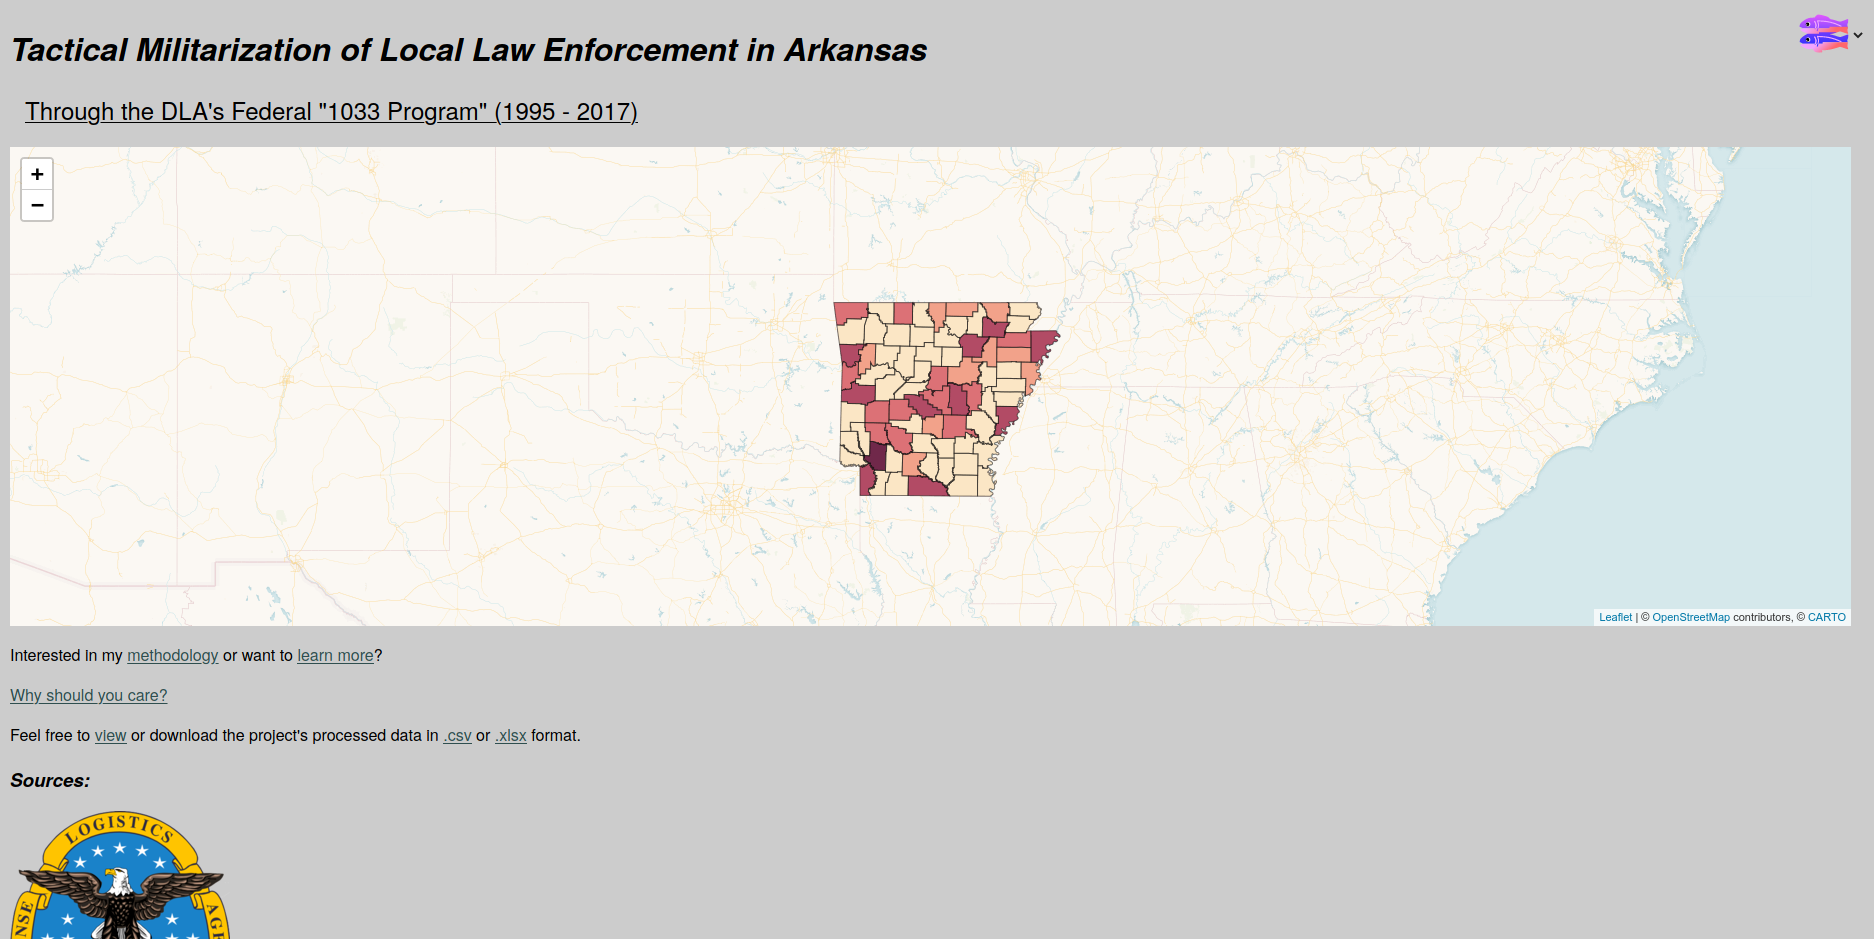 Tactical Militarization of Local Law Enforcement in Arkansas
Through the DLA's Federal "1033 Program" (1995 - 2017)
+
−
Leaflet | © OpenStreetMap contributors, © CARTO
Interested in my methodology or want to learn more?
Why should you care?
Feel free to view or download the project's processed data in .csv or .xlsx format.
Sources:
LOGISTICS
NSE
AGE